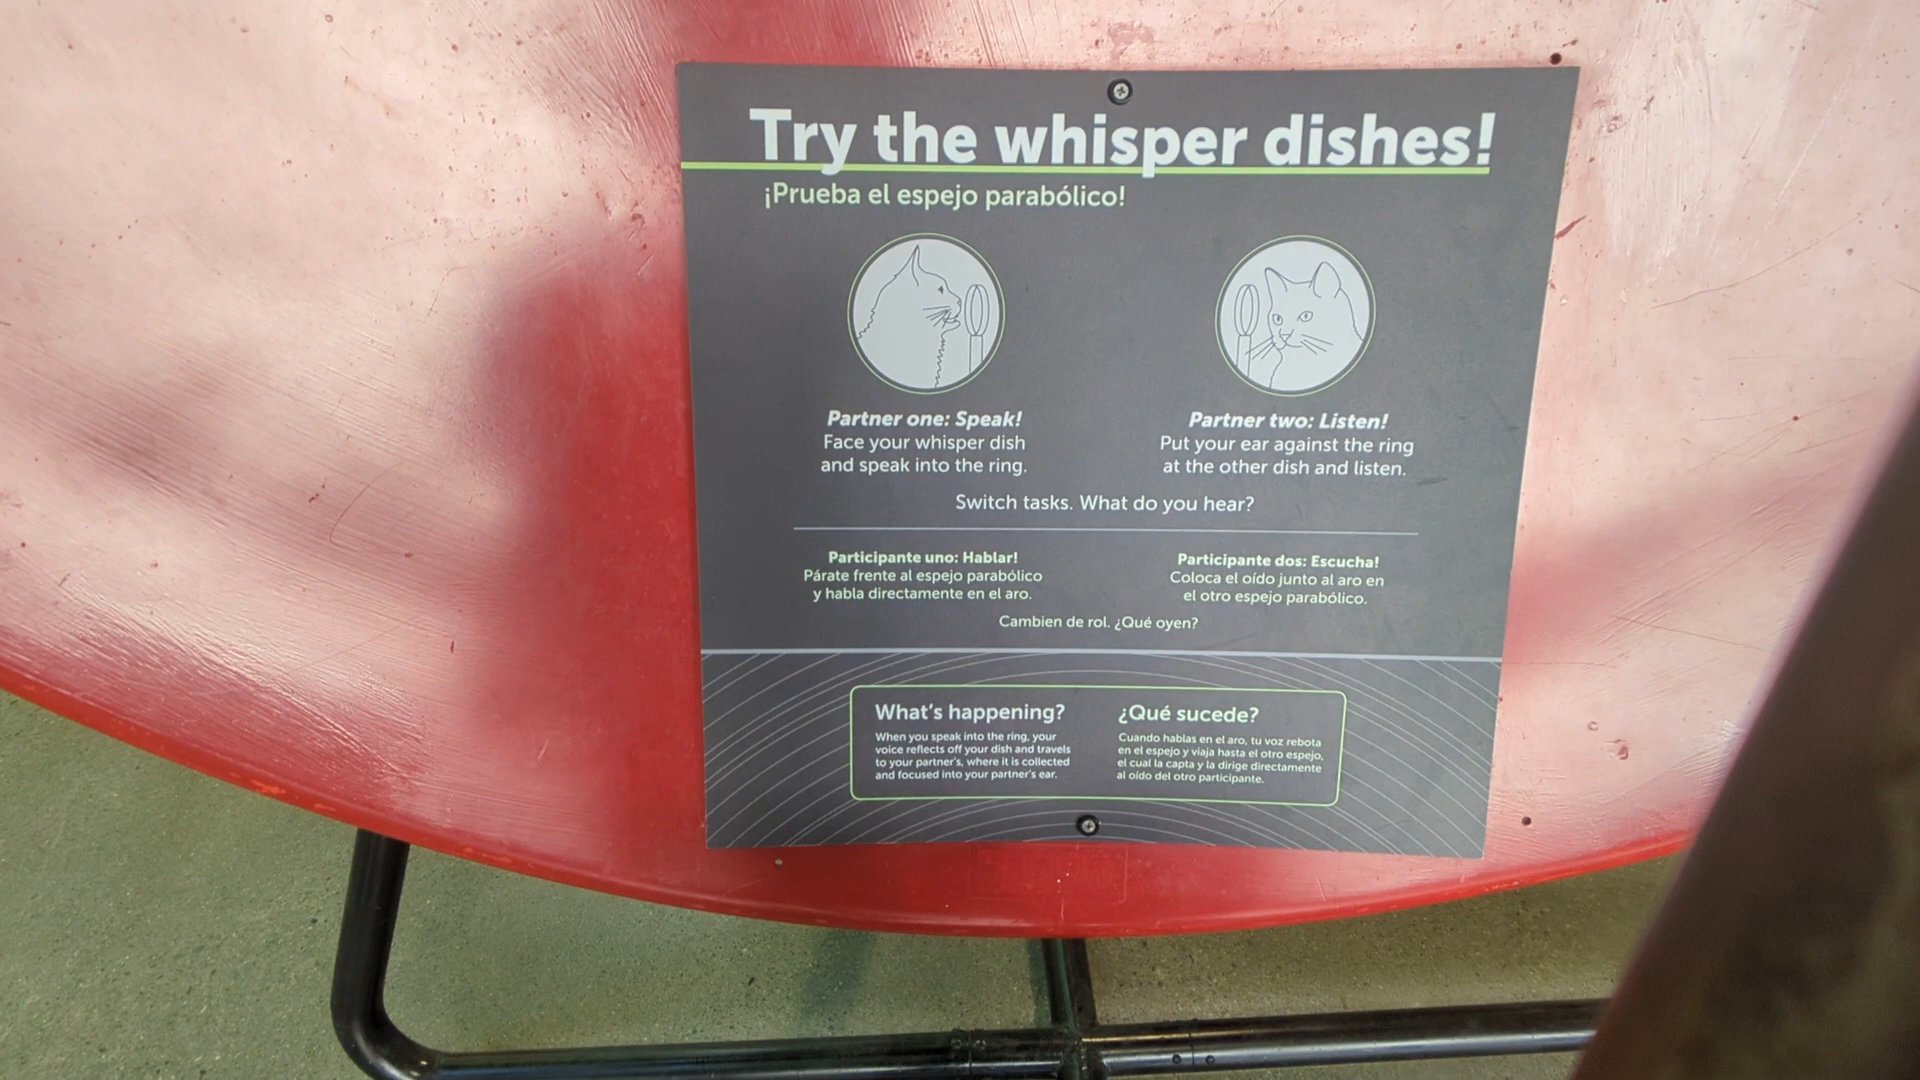 Try the whisper dishes!
¡Prueba el espejo parabólico!
Partner one: Speak!
Face your whisper dish
and speak into the ring.
Partner two: Listen!
Put your ear against the ring
at the other dish and listen.
Switch tasks. What do you hear?
Participante uno: Hablar!
Párate frente al espejo parabólico
y habla directamente en el aro.
Participante dos: Escucha!
Coloca el oído junto al aro en
el otro espejo parabólico.
Cambien de rol. ¿Qué oyen?
What's happening?
When you speak into the ring, your
voice reflects off your dish and travels
to your partner's, where it is collected
and focused into your partner's ear.
¿Qué sucede?
Cuando hablas en el aro, tu voz rebota
en el espejo y viaja hasta el otro espejo,
el cual la capta y la dirige directamente
al oído del otro participante.